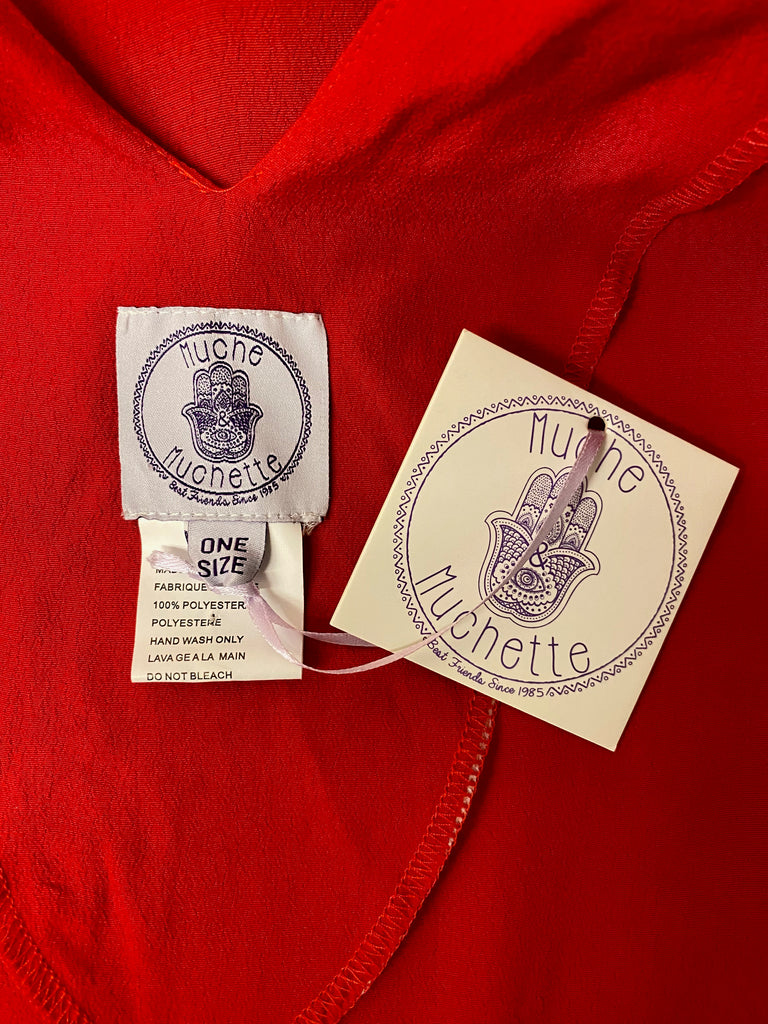 Muche
&
Muchette
Best Friends Since 1985
ONE
SIZE
FABRIQUE
100% POLYESTER
POLYESTERE
HAND WASH ONLY
LAVAGE A LA MAIN
DO NOT BLEACH
Muche
&
Muchette
Best Friends Since 1985